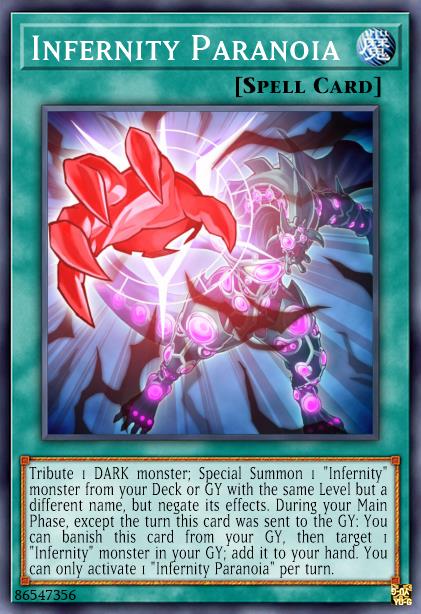 INFERNITY PARANOIA
[SPELL CARD]
Tribute 1 DARK monster; Special Summon 1 "Infernity"
monster from your Deck or GY with the same Level but a
different name, but negate its effects. During your Main
Phase, except the turn this card was sent to the GY: You
can banish this card from your GY, then target 1
"Infernity" monster in your GY; add it to your hand. You
can only activate 1 "Infernity Paranoia" per turn.
86547356